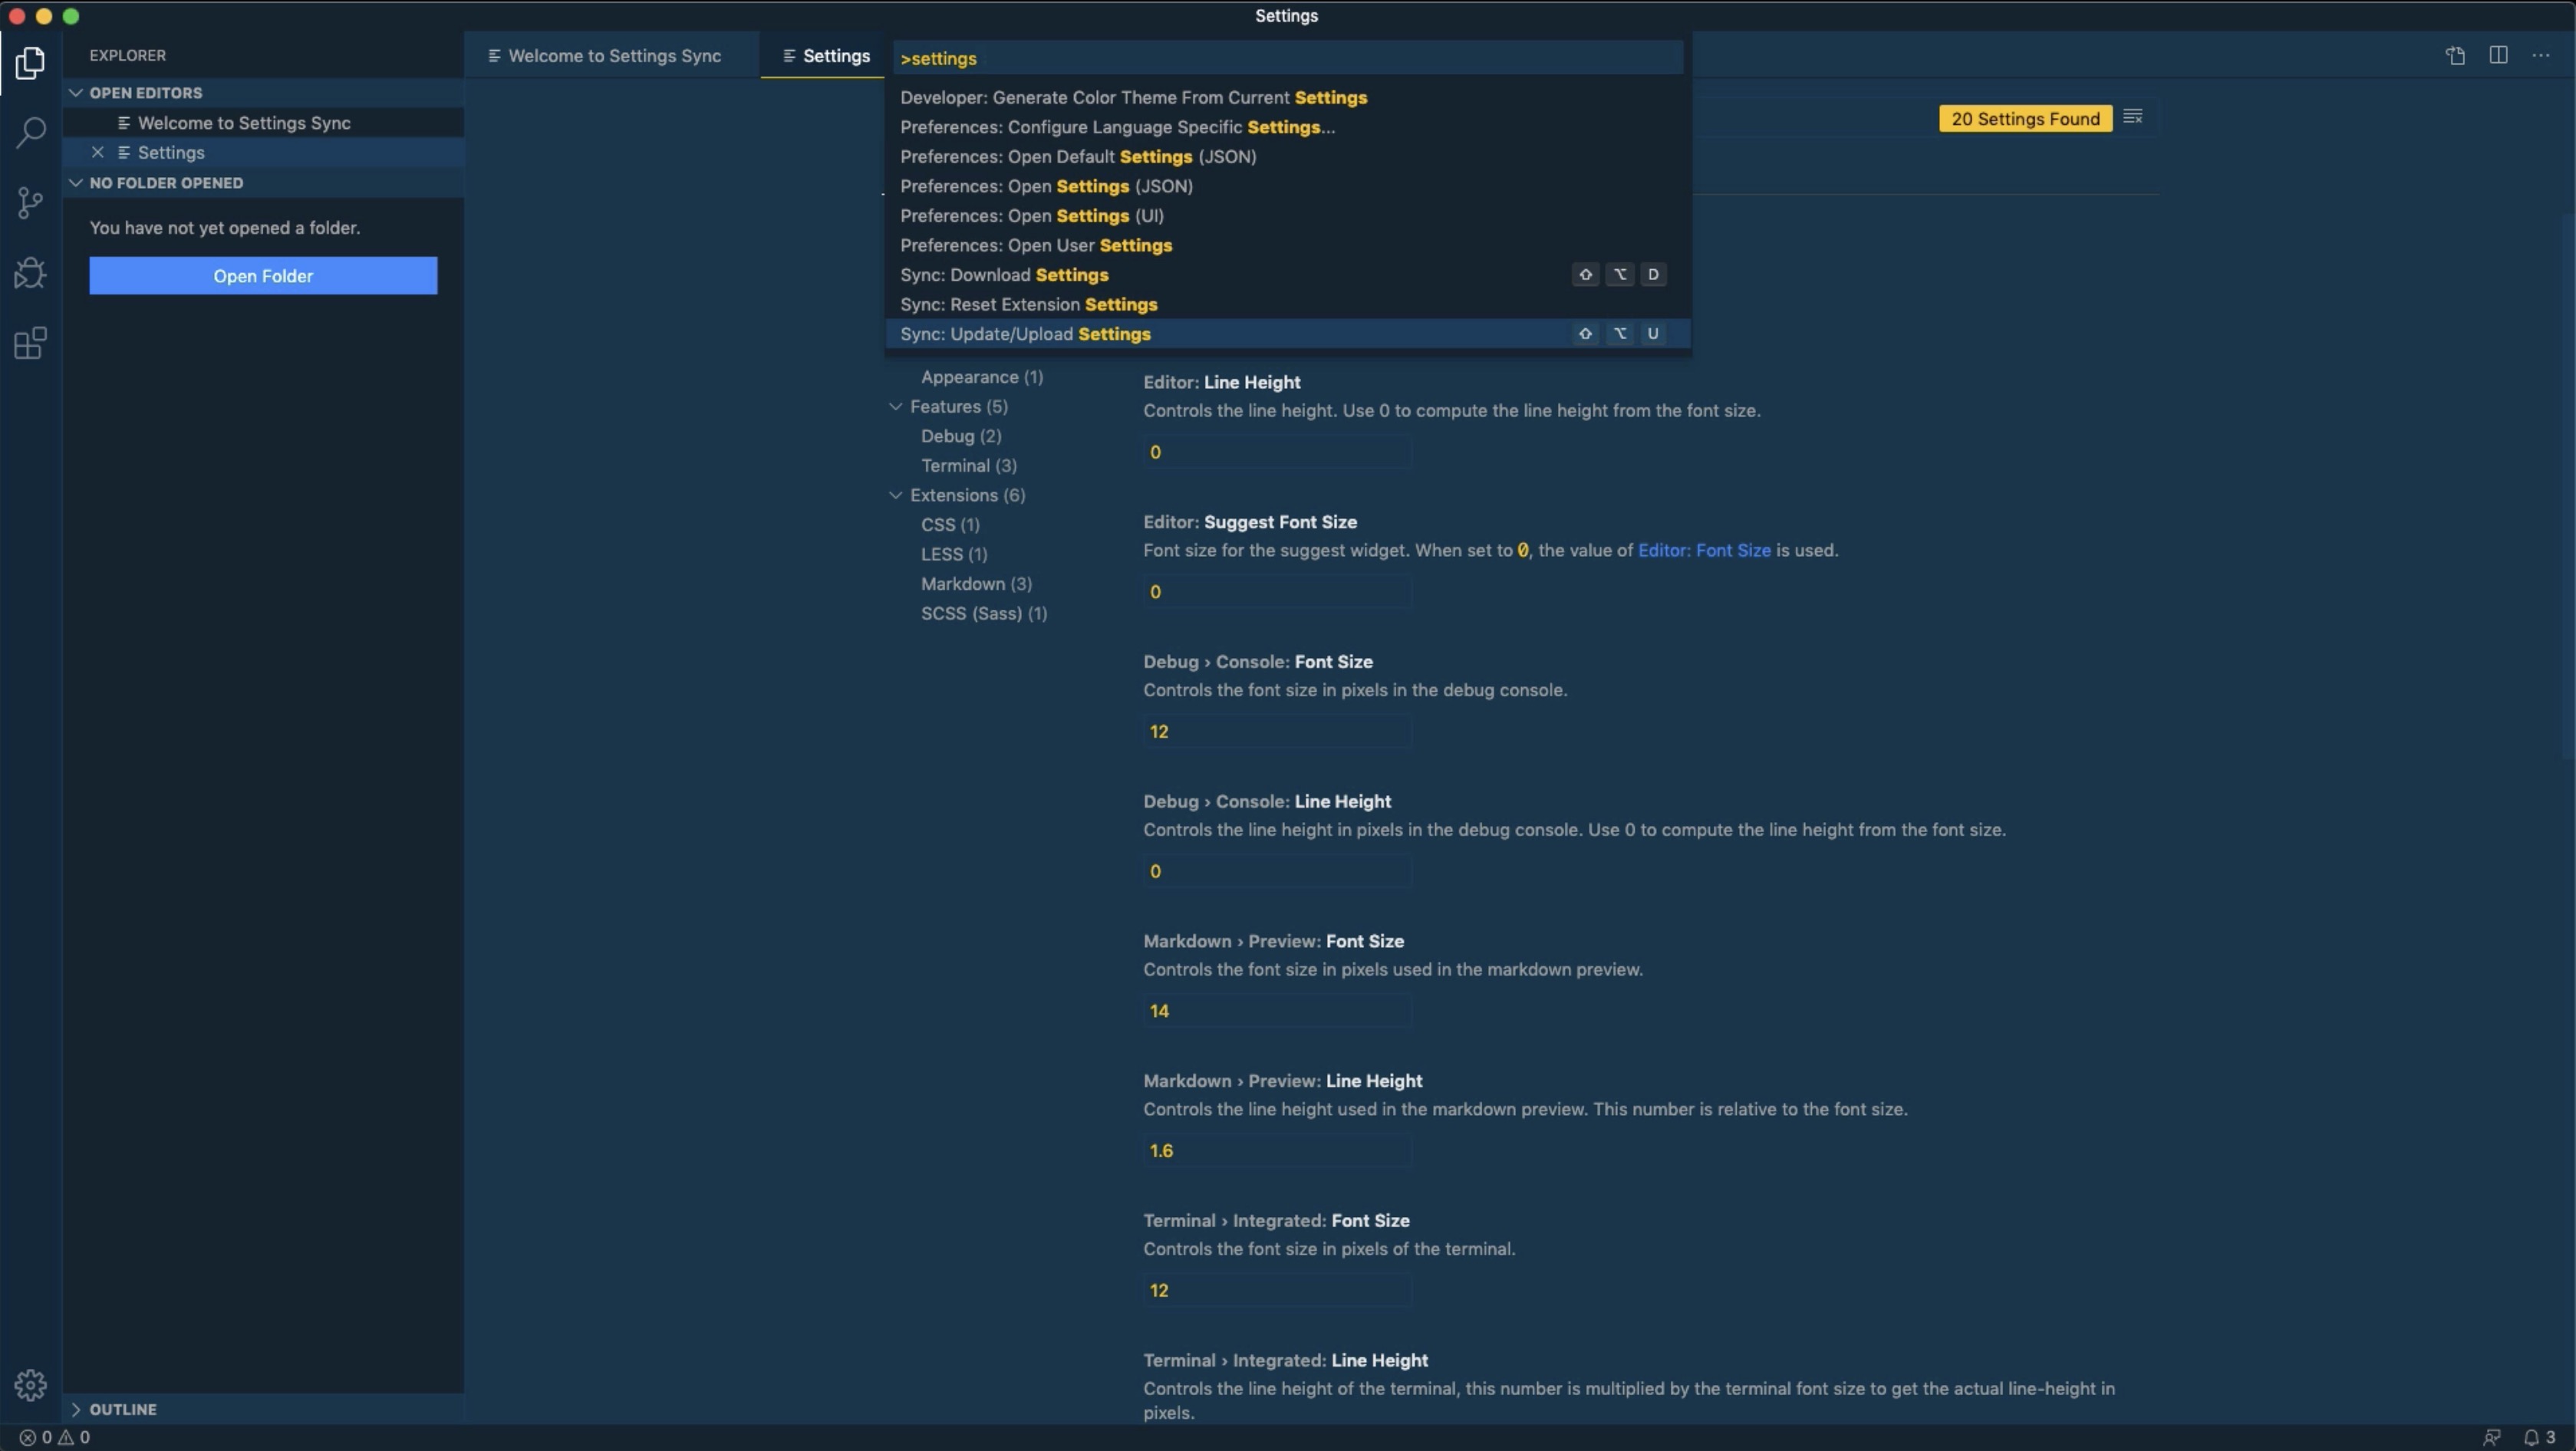 Settings
EXPLORER
OPEN EDITORS
Welcome to Settings Sync
Settings
NO FOLDER OPENED
You have not yet opened a folder.
Open Folder
OUTLINE
Welcome to Settings Sync
Settings
>settings
Developer: Generate Color Theme From Current Settings
Preferences: Configure Language Specific Settings...
Preferences: Open Default Settings (JSON)
Preferences: Open Settings (JSON)
Preferences: Open Settings (UI)
Preferences: Open User Settings
Sync: Download Settings ⇧ ⌥ D
Sync: Reset Extension Settings
Sync: Update/Upload Settings ⇧ ⌥ U
20 Settings Found
Appearance (1)
Features (5)
Debug (2)
Terminal (3)
Extensions (6)
CSS (1)
LESS (1)
Markdown (3)
SCSS (Sass) (1)
Editor: Line Height
Controls the line height. Use 0 to compute the line height from the font size.
0
Editor: Suggest Font Size
Font size for the suggest widget. When set to 0, the value of Editor: Font Size is used.
0
Debug › Console: Font Size
Controls the font size in pixels in the debug console.
12
Debug › Console: Line Height
Controls the line height in pixels in the debug console. Use 0 to compute the line height from the font size.
0
Markdown › Preview: Font Size
Controls the font size in pixels used in the markdown preview.
14
Markdown › Preview: Line Height
Controls the line height used in the markdown preview. This number is relative to the font size.
1.6
Terminal › Integrated: Font Size
Controls the font size in pixels of the terminal.
12
Terminal › Integrated: Line Height
Controls the line height of the terminal, this number is multiplied by the terminal font size to get the actual line-height in
pixels.
0 0
3